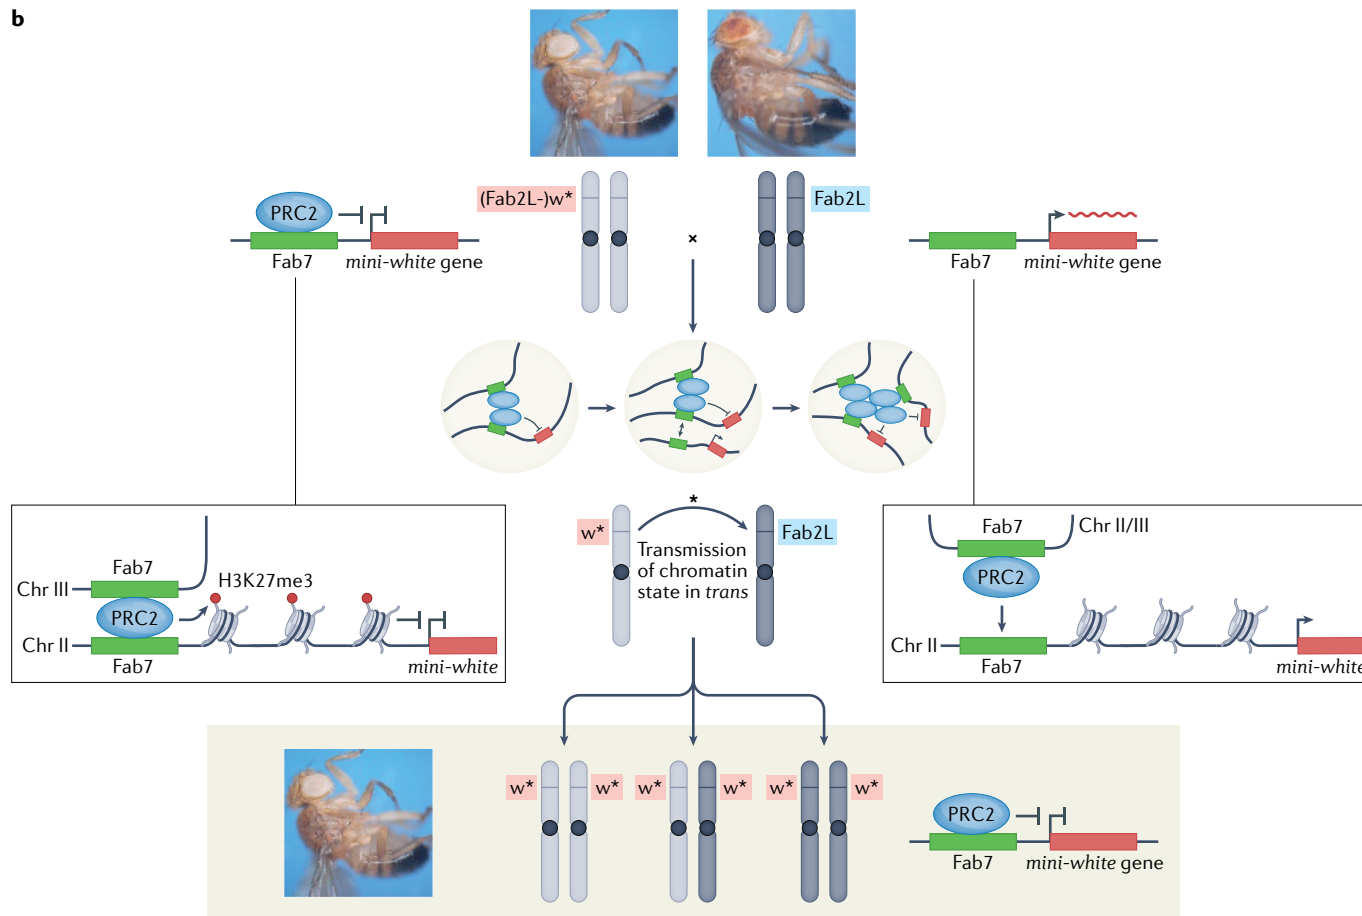 b
(Fab2L-)w*
Fab2L
PRC2
Fab7
mini-white gene
×
Fab7
mini-white gene
w*
*
Fab2L
Transmission
of chromatin
state in trans
Fab7
H3K27me3
Chr III
PRC2
Chr II
Fab7
mini-white
Fab7
Chr II/III
PRC2
Chr II
Fab7
mini-white
w* w* w* w* w* w*
PRC2
Fab7
mini-white gene